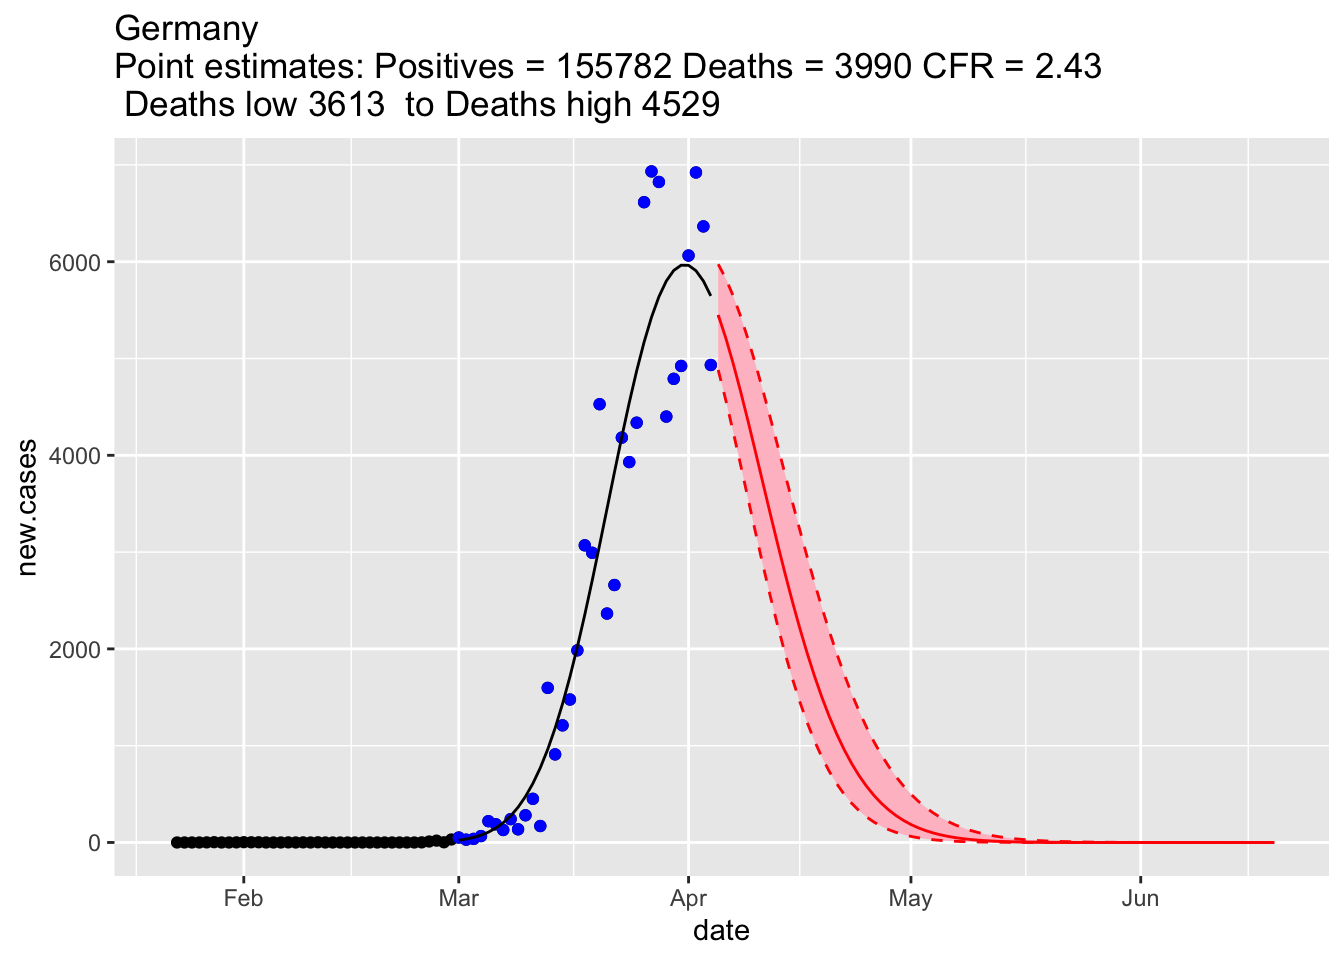 Germany
Point estimates: Positives = 155782 Deaths = 3990 CFR = 2.43
Deaths low 3613  to Deaths high 4529
new.cases
6000
4000
2000
0
Feb Mar Apr May Jun
date